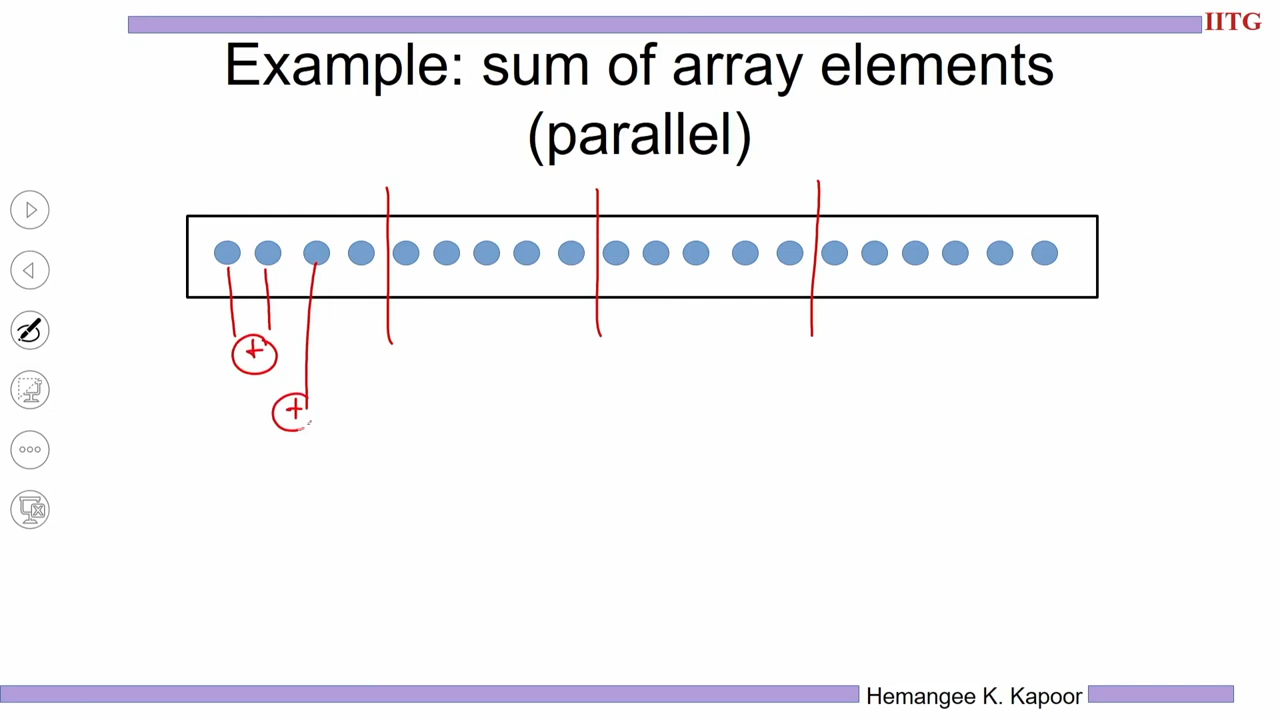 IITG
Example: sum of array elements
(parallel)
+
+
Hemangee K. Kapoor